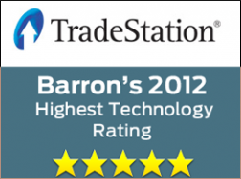 TradeStation®
Barron's 2012
Highest Technology
Rating